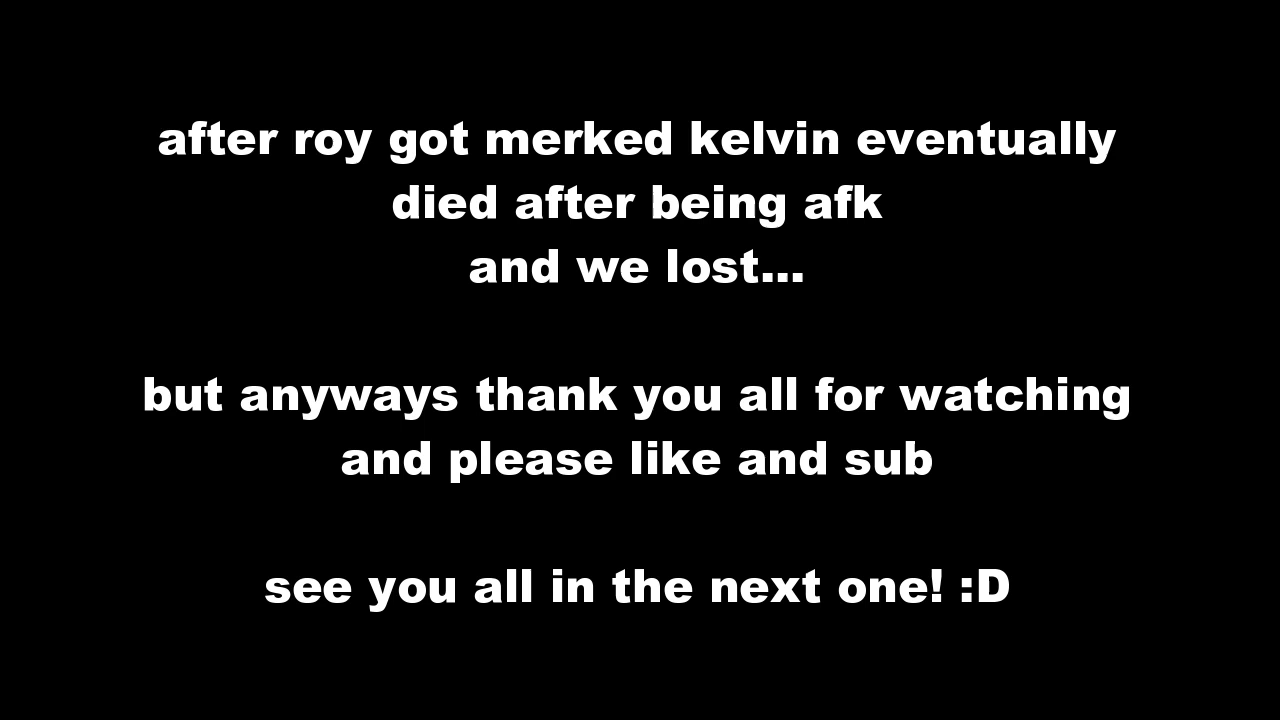 after roy got merked kelvin eventually
died after being afk
and we lost...
but anyways thank you all for watching
and please like and sub
see you all in the next one! :D